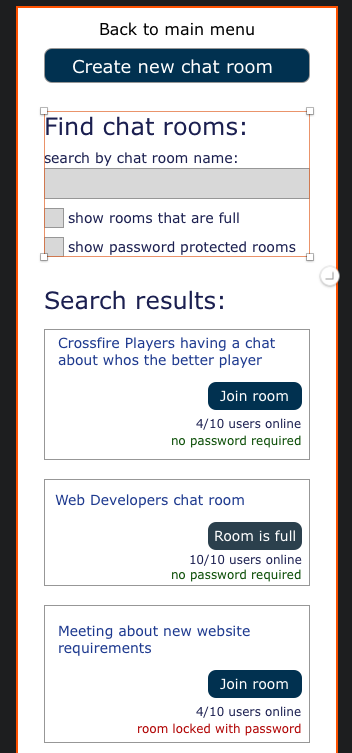 Back to main menu
Create new chat room
Find chat rooms:
search by chat room name:
show rooms that are full
show password protected rooms
Search results:
Crossfire Players having a chat
about whos the better player
Join room
4/10 users online
no password required
Web Developers chat room
Room is full
10/10 users online
no password required
Meeting about new website
requirements
Join room
4/10 users online
room locked with password